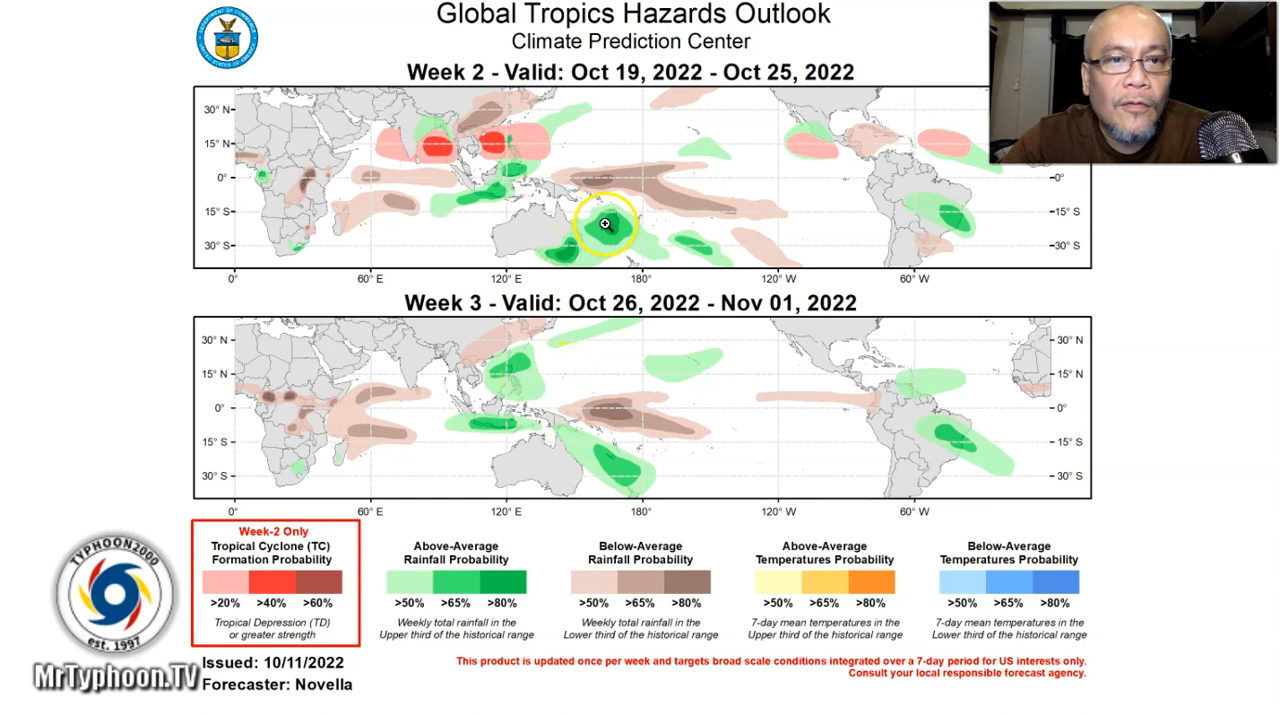 Global Tropics Hazards Outlook
Climate Prediction Center
Week 2 - Valid: Oct 19, 2022 - Oct 25, 2022
30° N
15° N
0°
15° S
30° S
0°
15° S
30° S
0°
60° E
120° E
180°
120° W
60° W
Week 3 - Valid: Oct 26, 2022 - Nov 01, 2022
30° N
15° N
0°
15° S
30° S
30° N
15° N
0°
15° S
30° S
0°
60° E
120° E
180°
120° W
60° W
Week-2 Only
Tropical Cyclone (TC)
Formation Probability
>20% >40% >60%
Tropical Depression (TD)
or greater strength
Above-Average
Rainfall Probability
>50% >65% >80%
Weekly total rainfall in the
Upper third of the historical range
Below-Average
Rainfall Probability
>50% >65% >80%
Weekly total rainfall in the
Lower third of the historical range
Above-Average
Temperatures Probability
>50% >65% >80%
7-day mean temperatures in the
Upper third of the historical range
Below-Average
Temperatures Probability
>50% >65% >80%
7-day mean temperatures in the
Lower third of the historical range
TYPHOON2000
est. 1997
MrTyphoon.TV
Issued: 10/11/2022
Forecaster: Novella
This product is updated once per week and targets broad scale conditions integrated over a 7-day period for US interests only.
Consult your local responsible forecast agency.